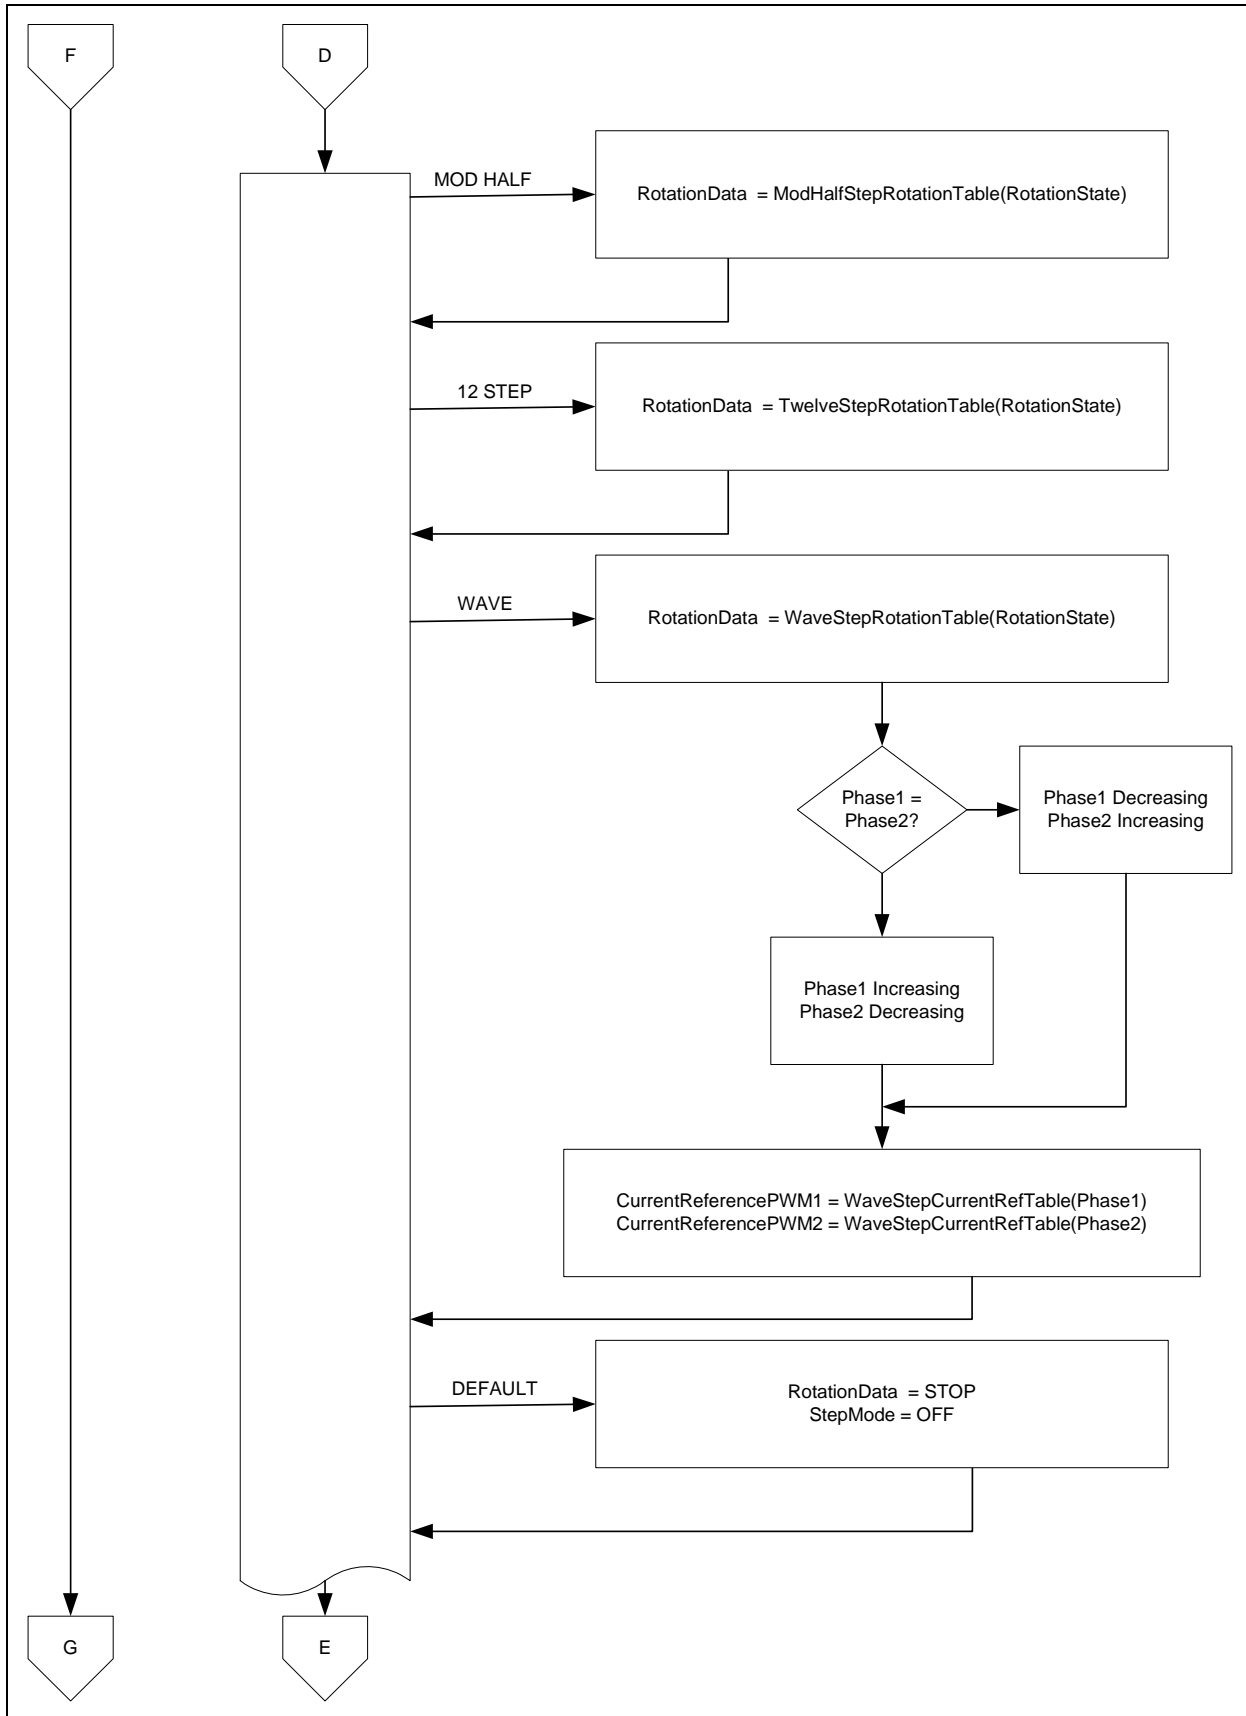 F
D
MOD HALF
RotationData = ModHalfStepRotationTable(RotationState)
12 STEP
RotationData = TwelveStepRotationTable(RotationState)
WAVE
RotationData = WaveStepRotationTable(RotationState)
Phase1 =
Phase2?
Phase1 Decreasing
Phase2 Increasing
Phase1 Increasing
Phase2 Decreasing
CurrentReferencePWM1 = WaveStepCurrentRefTable(Phase1)
CurrentReferencePWM2 = WaveStepCurrentRefTable(Phase2)
DEFAULT
RotationData = STOP
StepMode = OFF
G
E